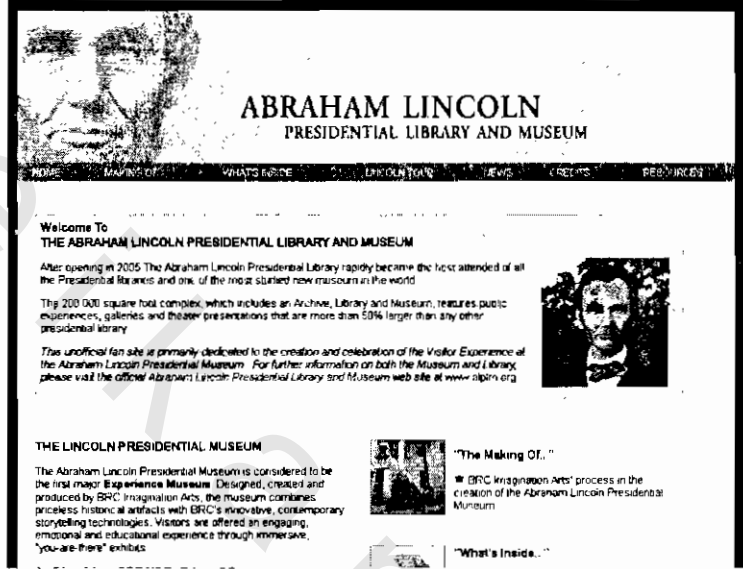 ABRAHAM LINCOLN
PRESIDENTIAL LIBRARY AND MUSEUM
HOME MAKING OF WHAT'S INSIDE LINCOLN TOUR NEWS CREDITS RESOURCES
Welcome To
THE ABRAHAM LINCOLN PRESIDENTIAL LIBRARY AND MUSEUM
After opening in 2005 The Abraham Lincoln Presidential Library rapidly became the best attended of all
the Presidential libraries and one of the most studied new museum in the world
The 200 000 square foot complex, which includes an Archive, Library and Museum, features public
experiences, galleries and theater presentations that are more than 50% larger than any other
presidential library
This unofficial fan site is primarily dedicated to the creation and celebration of the Visitor Experience at
the Abraham Lincoln Presidential Museum. For further information on both the Museum and Library,
please visit the official Abraham Lincoln Presidential Library and Museum web site at www alplm org
THE LINCOLN PRESIDENTIAL MUSEUM
The Abraham Lincoln Presidential Museum is considered to be
the first major Experience Museum Designed, created and
produced by BRC Imagination Arts, the museum combines
priceless historical artifacts with BRC's innovative, contemporary
storytelling technologies. Visitors are offered an engaging,
emotional and educational experience through immersive,
"you-are-there" exhibits
"The Making Of.. "
BRC Imagination Arts' process in the
creation of the Abraham Lincoln Presidential
Museum
"What's Inside.. "